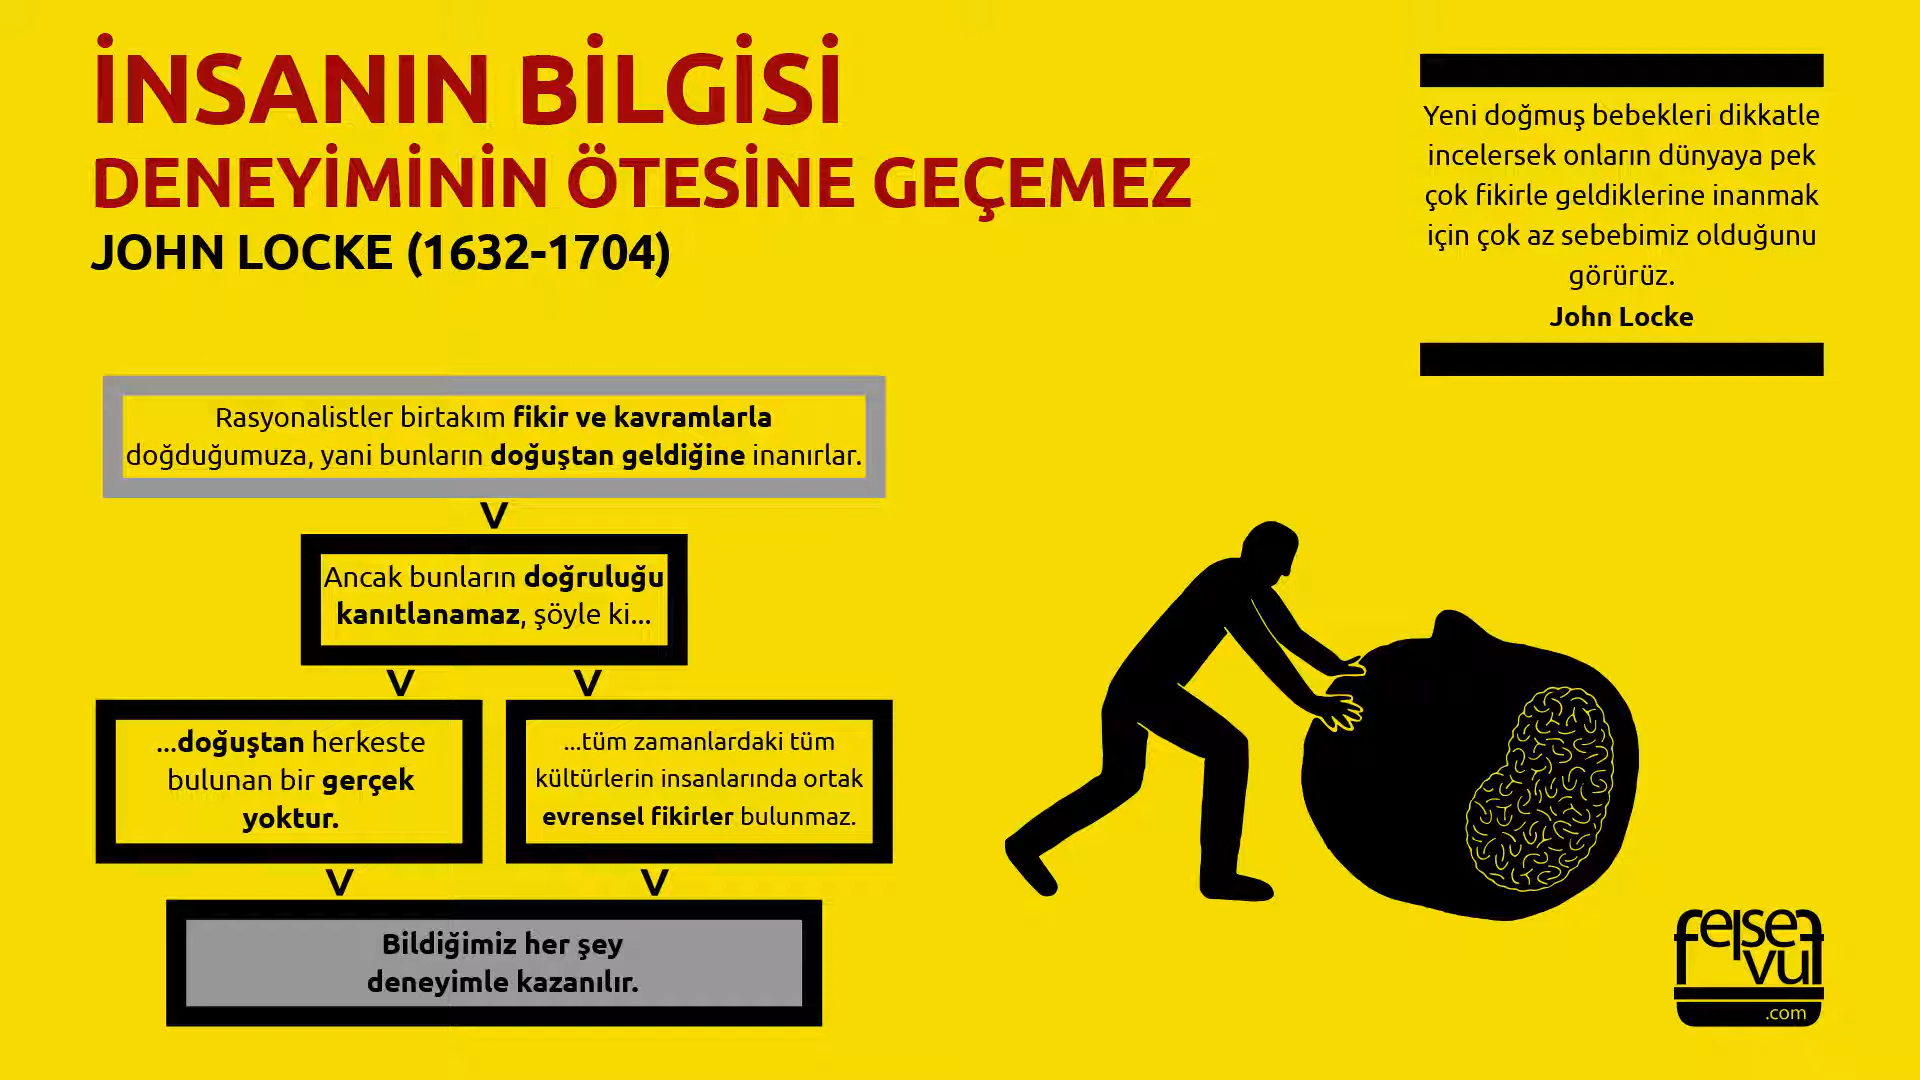 İNSANIN BİLGİSİ
DENEYİMİNİN ÖTESİNE GEÇEMEZ
JOHN LOCKE (1632-1704)
Yeni doğmuş bebekleri dikkatle
incelersek onların dünyaya pek
çok fikirle geldiklerine inanmak
için çok az sebebimiz olduğunu
görürüz.
John Locke
Rasyonalistler birtakım fikir ve kavramlarla
doğduğumuza, yani bunların doğuştan geldiğine inanırlar.
V
Ancak bunların doğruluğu
kanıtlanamaz, şöyle ki...
V V
...doğuştan herkeste
bulunan bir gerçek
yoktur.
...tüm zamanlardaki tüm
kültürlerin insanlarında ortak
evrensel fikirler bulunmaz.
V V
Bildiğimiz her şey
deneyimle kazanılır.
felsef
vul
.com